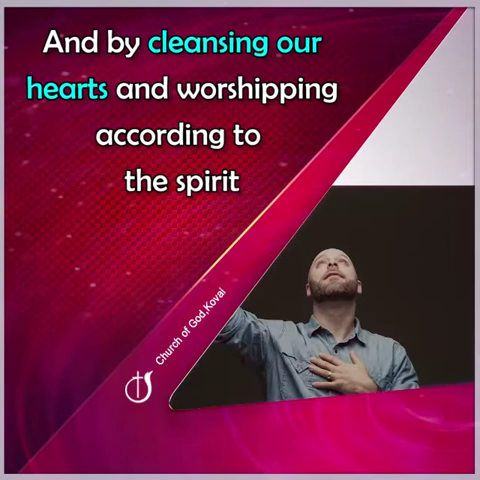 And by cleansing our
hearts and worshipping
according to
the spirit
Church of God,Kovai